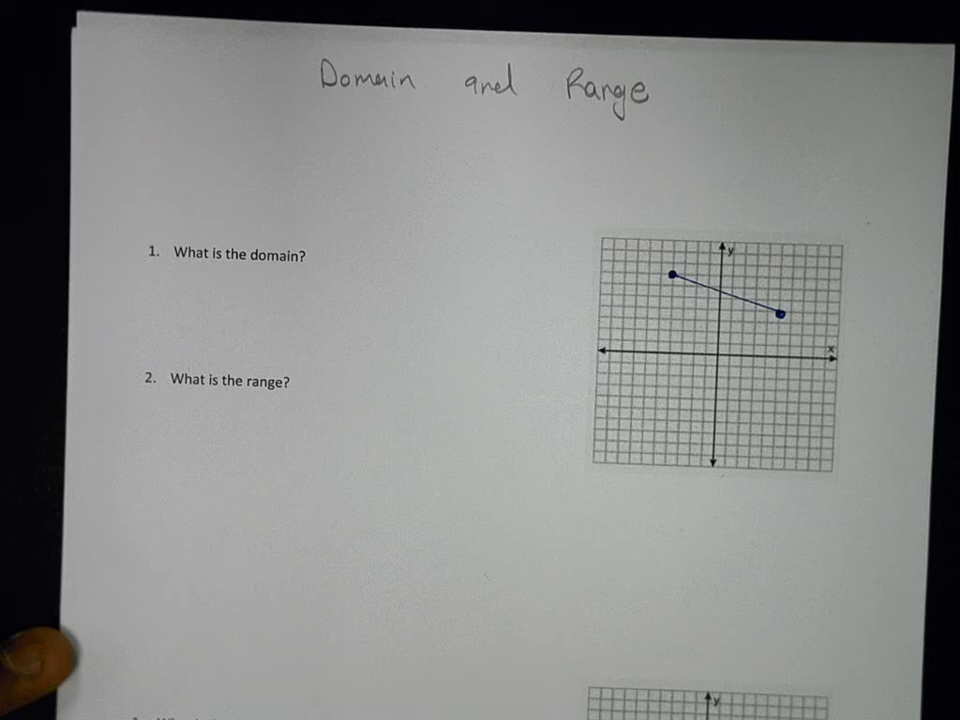 Domain and Range
1. What is the domain?
y
x
2. What is the range?
y